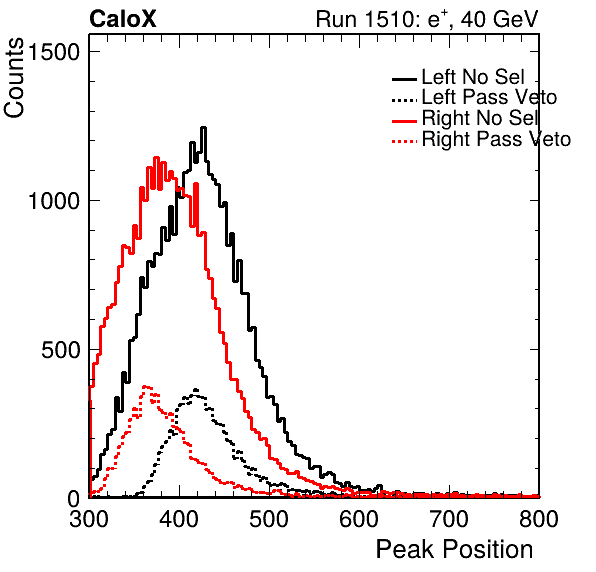 CaloX
Run 1510: e+, 40 GeV
Counts
1500
1000
500
0
Left No Sel
Left Pass Veto
Right No Sel
Right Pass Veto
300 400 500 600 700 800
Peak Position